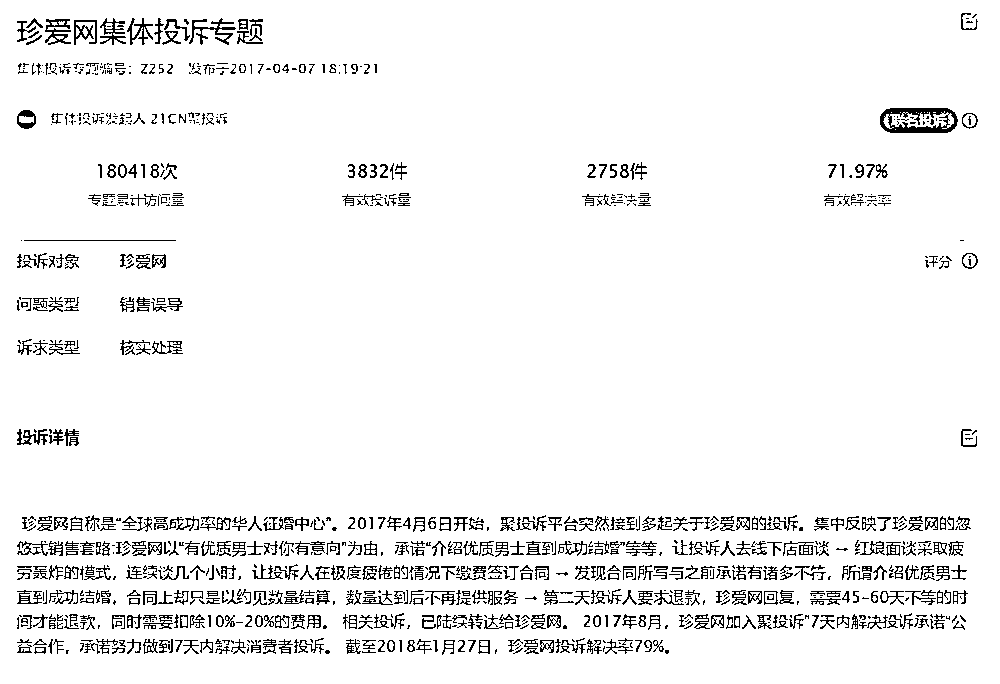 珍爱网集体投诉专题
集体投诉专题编号：Z252 发布于2017-04-07 18:19:21
集体投诉发起人 21CN聚投诉
联名投诉
180418次 3832件 2758件 71.97%
专题累计访问量 有效投诉量 有效解决量 有效解决率
投诉对象 珍爱网 评分
问题类型 销售误导
诉求类型 核实处理
投诉详情
珍爱网自称是“全球高成功率的华人征婚中心”。2017年4月6日开始，聚投诉平台突然接到多起关于珍爱网的投诉。集中反映了珍爱网的忽
悠式销售套路:珍爱网以“有优质男士对你有意向”为由，承诺“介绍优质男士直到成功结婚”等等，让投诉人去线下店面谈 → 红娘面谈采取疲
劳轰炸的模式，连续谈几个小时，让投诉人在极度疲倦的情况下缴费签订合同 → 发现合同所写与之前承诺有诸多不符，所谓介绍优质男士
直到成功结婚，合同上却只是以约见数量结算，数量达到后不再提供服务 → 第二天投诉人要求退款，珍爱网回复，需要45-60天不等的时
间才能退款，同时需要扣除10%-20%的费用。 相关投诉，已陆续转达给珍爱网。 2017年8月，珍爱网加入聚投诉”7天内解决投诉承诺“公
益合作，承诺努力做到7天内解决消费者投诉。 截至2018年1月27日，珍爱网投诉解决率79%。